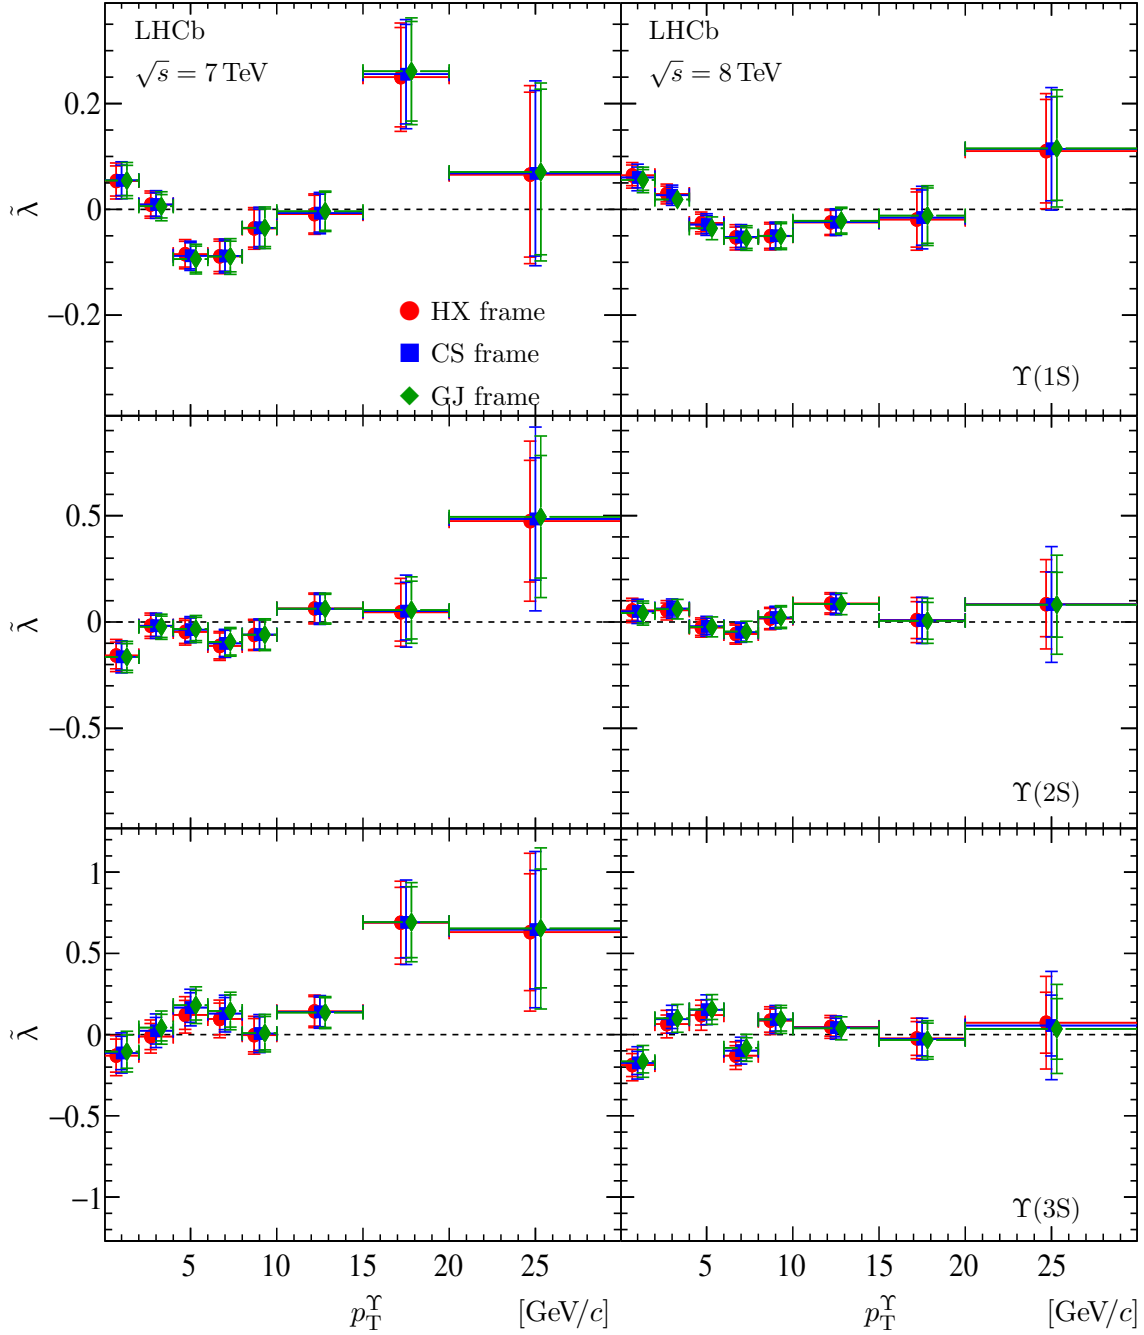 LHCb
√s = 7 TeV
LHCb
√s = 8 TeV
0.2
0
−0.2
λ̃
HX frame
CS frame
GJ frame
ϒ(1S)
0.5
0
−0.5
λ̃
ϒ(2S)
1
0.5
0
−0.5
−1
λ̃
ϒ(3S)
5 10 15 20 25 5 10 15 20 25
p_T^ϒ [GeV/c] p_T^ϒ [GeV/c]